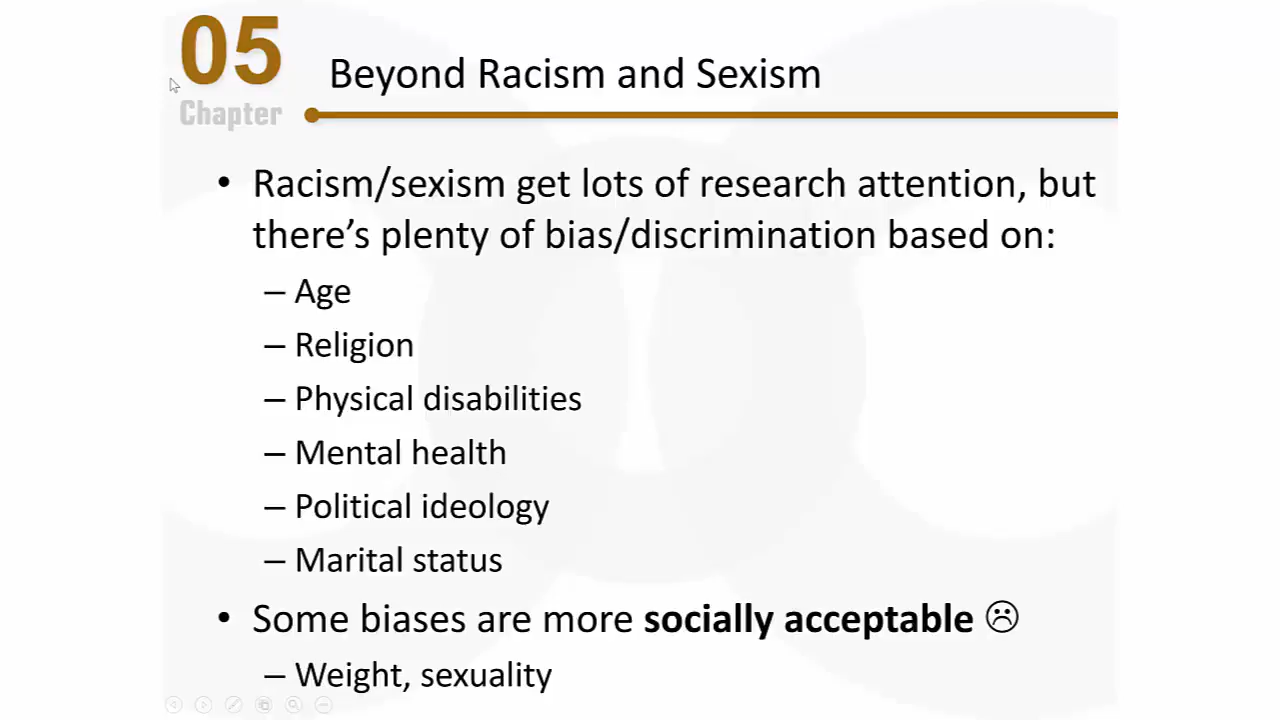 05
Chapter
Beyond Racism and Sexism
• Racism/sexism get lots of research attention, but
there’s plenty of bias/discrimination based on:
– Age
– Religion
– Physical disabilities
– Mental health
– Political ideology
– Marital status
• Some biases are more socially acceptable ☹
– Weight, sexuality